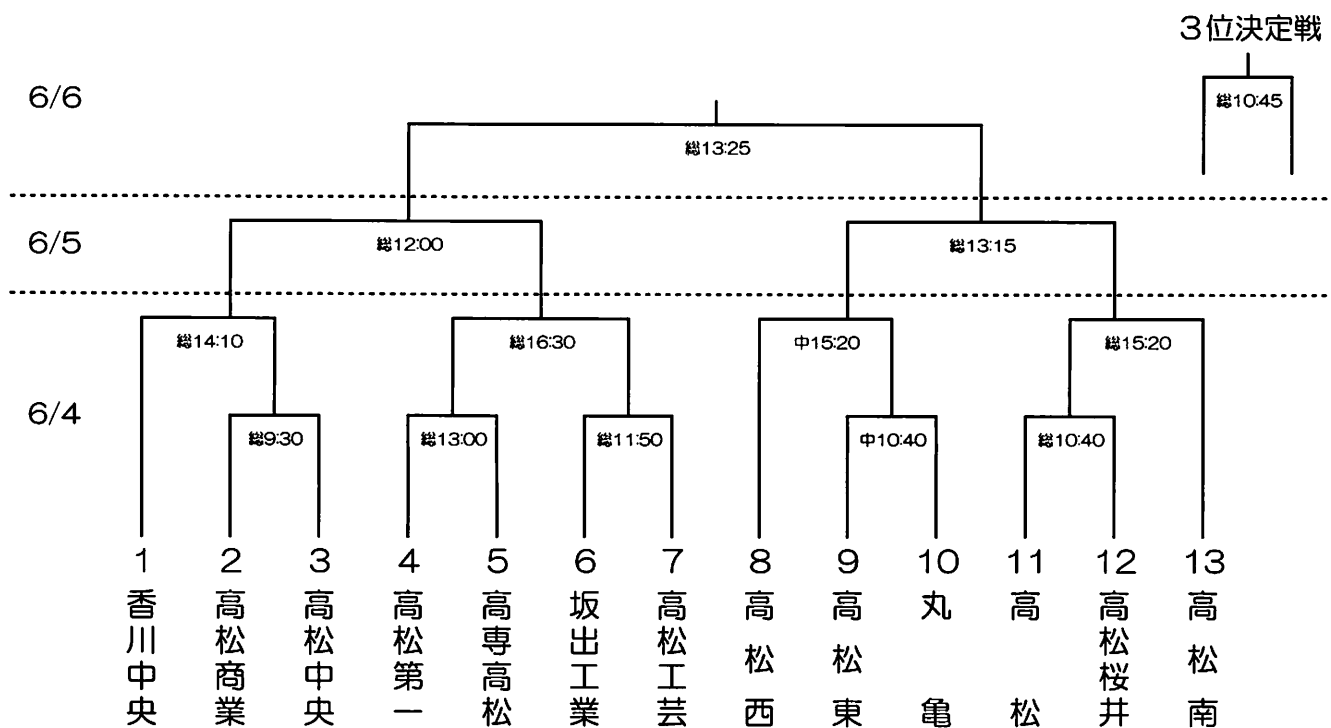 3位決定戦
6/6
総10:45
総13:25
6/5
総12:00
総13:15
総14:10
総16:30
中15:20
総15:20
6/4
総9:30
総13:00
総11:50
中10:40
総10:40
1 2 3 4 5 6 7 8 9 10 11 12 13
香川中央
高松商業
高松中央
高松第一
高専高松
坂出工業
高松工芸
高松西
高松東
丸亀
高松
高松桜井
高松南